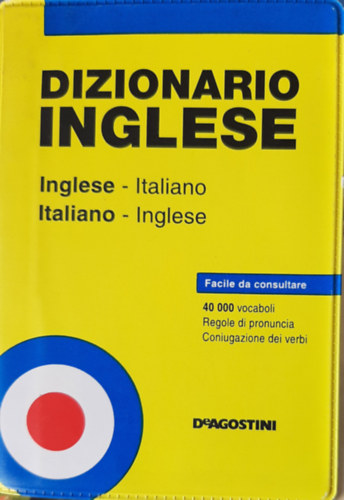 DIZIONARIO
INGLESE
Inglese - Italiano
Italiano - Inglese
Facile da consultare
40 000 vocaboli
Regole di pronuncia
Coniugazione dei verbi
DeAGOSTINI